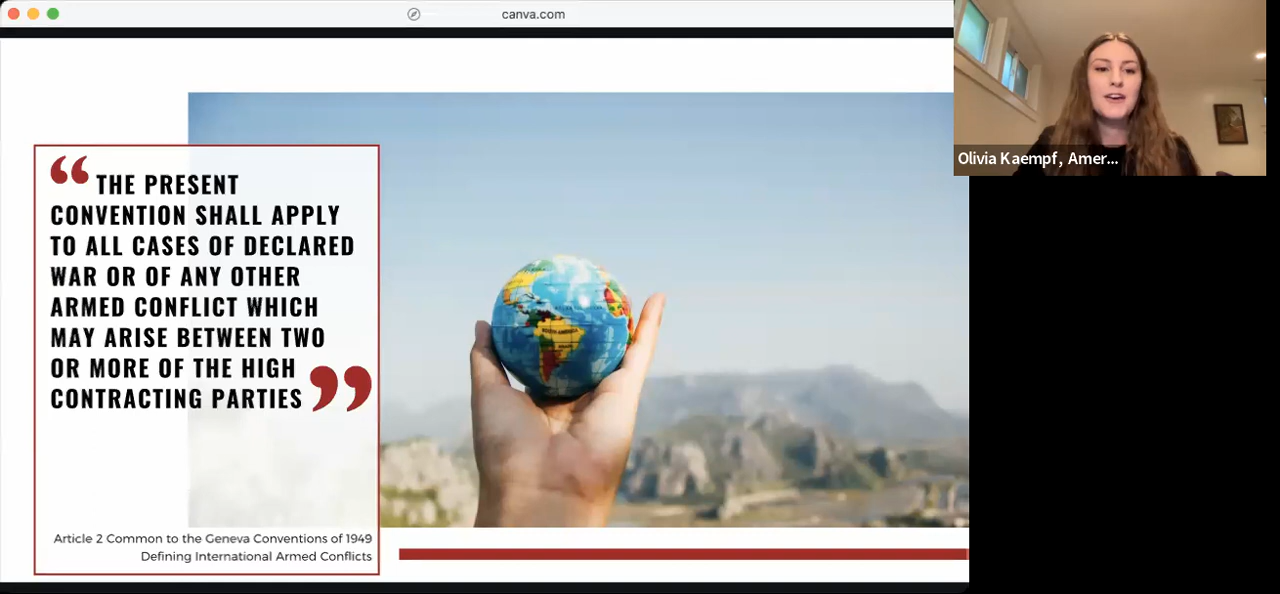 canva.com
“ THE PRESENT
CONVENTION SHALL APPLY
TO ALL CASES OF DECLARED
WAR OR OF ANY OTHER
ARMED CONFLICT WHICH
MAY ARISE BETWEEN TWO
OR MORE OF THE HIGH
CONTRACTING PARTIES ”
Article 2 Common to the Geneva Conventions of 1949
Defining International Armed Conflicts
SOUTH AMERICA
Olivia Kaempf, Amer...